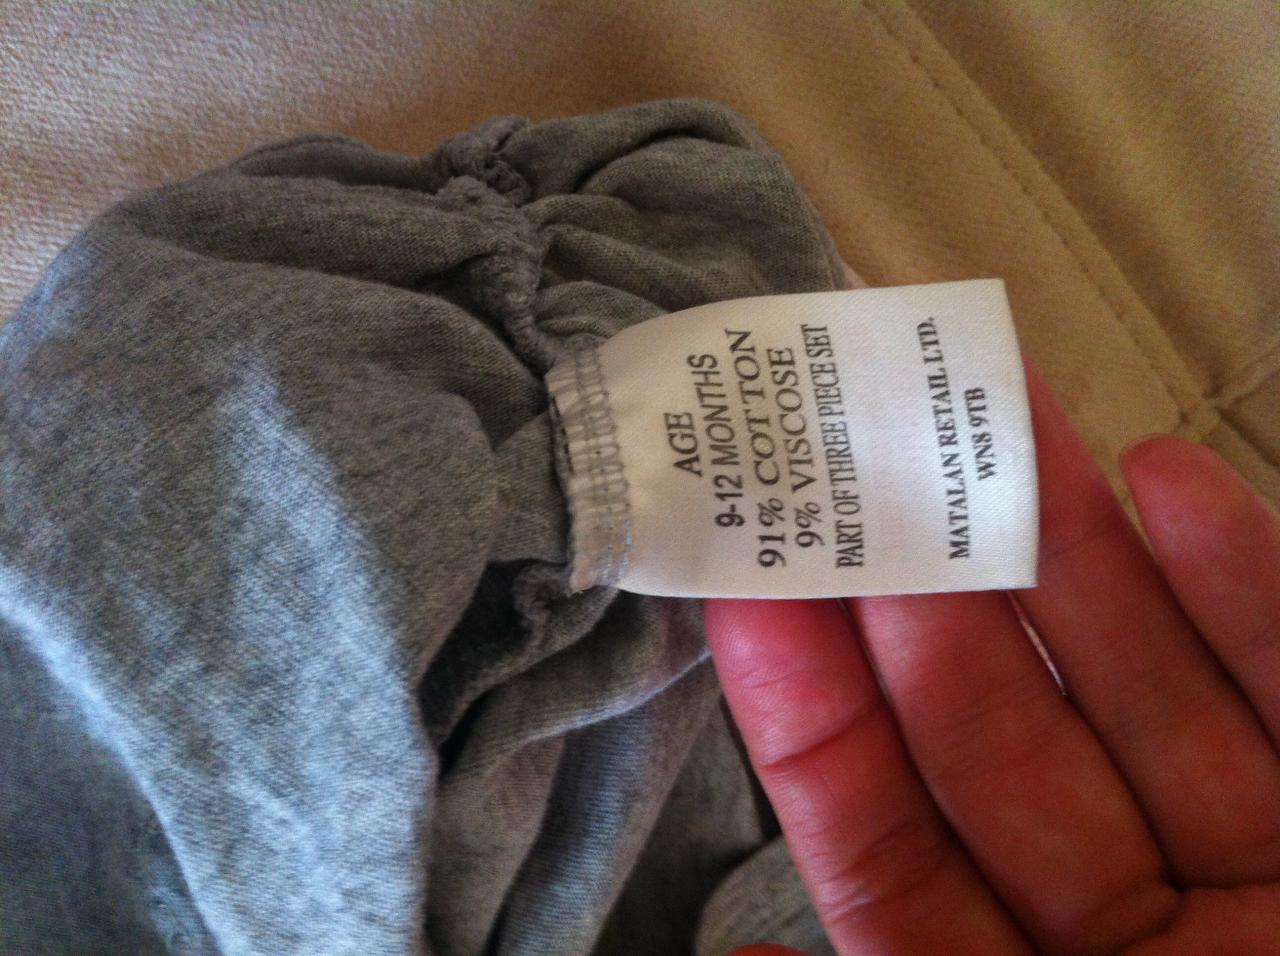 AGE
9-12 MONTHS
91% COTTON
9% VISCOSE
PART OF THREE PIECE SET
MATALAN RETAIL LTD.
WN8 9TB